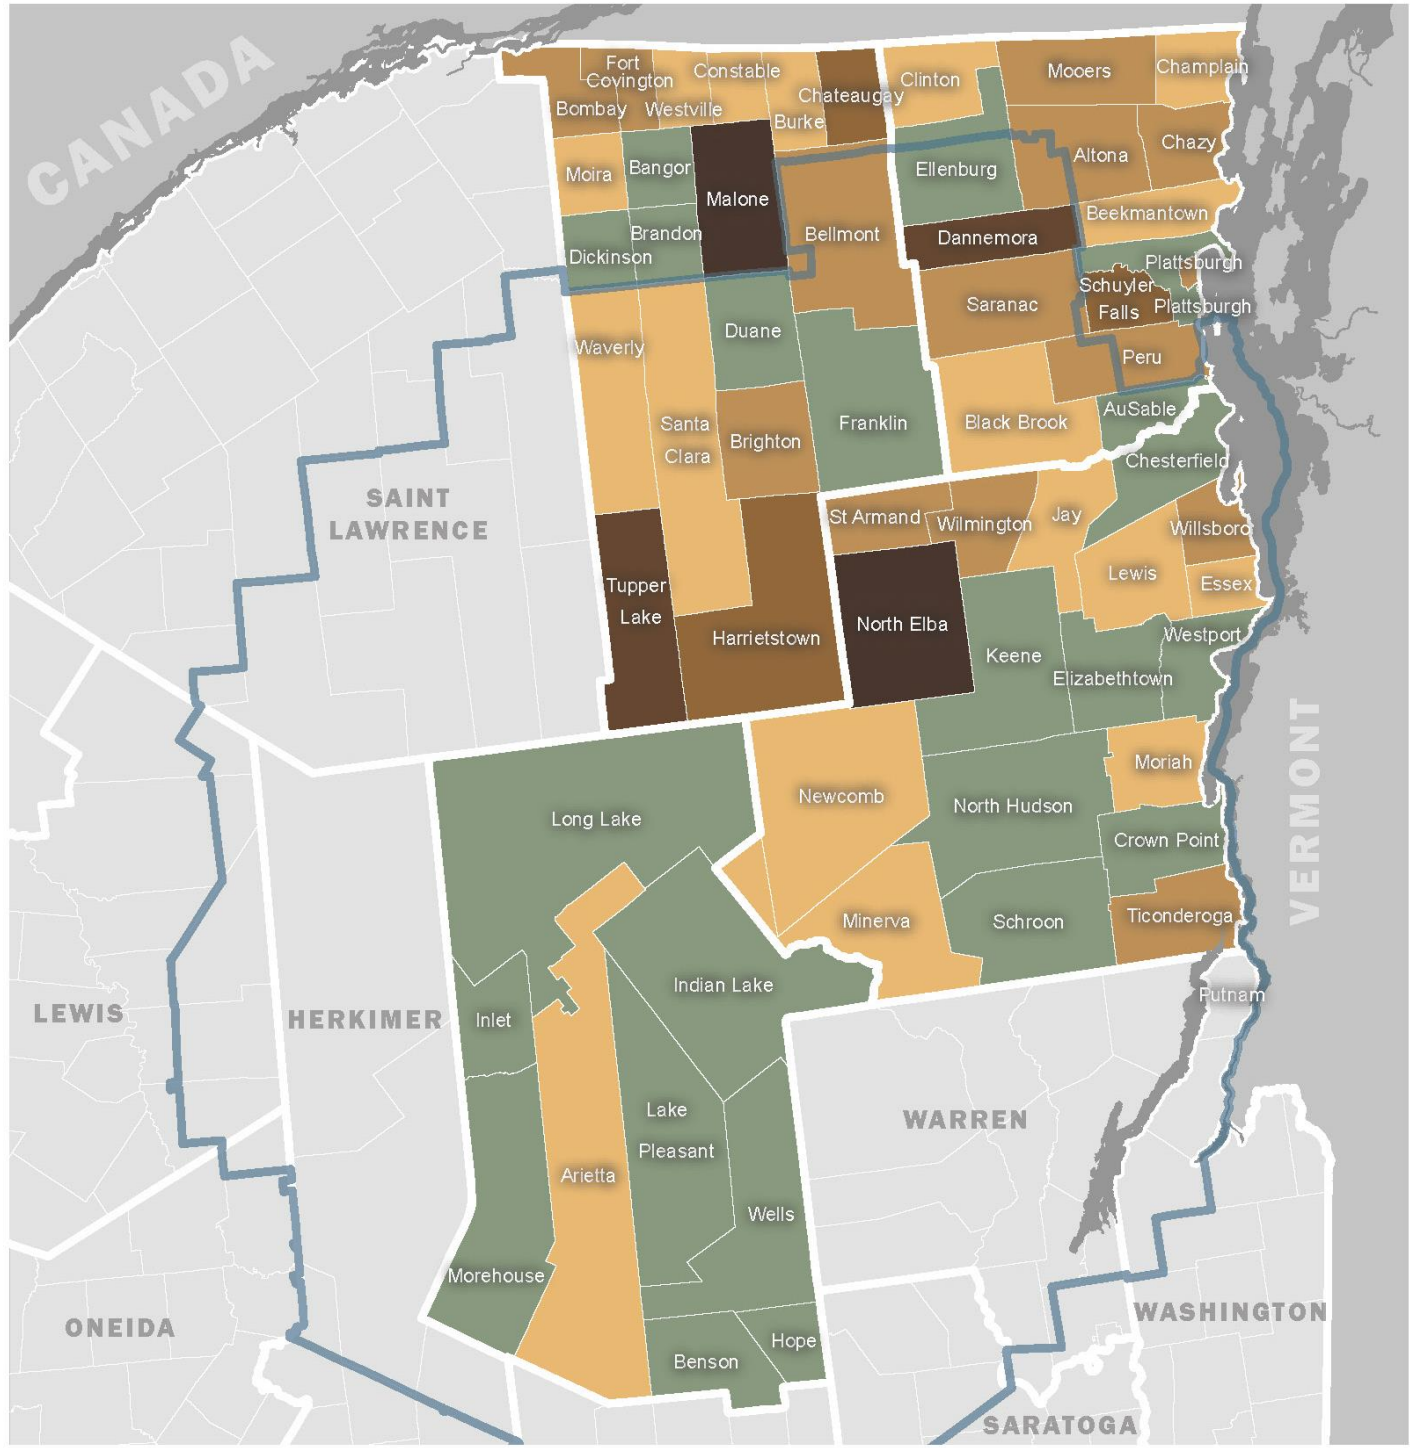 CANADA
Fort
Covington
Constable
Clinton
Mooers
Champlain
Bombay
Westville
Chateaugay
Burke
Moira
Bangor
Malone
Ellenburg
Altona
Chazy
Beekmantown
Brandon
Dickinson
Bellmont
Dannemora
Plattsburgh
Schuyler
Falls
Plattsburgh
Saranac
Duane
Waverly
Peru
Santa
Clara
Brighton
Franklin
Black Brook
AuSable
Chesterfield
SAINT
LAWRENCE
St Armand
Wilmington
Jay
Willsboro
Lewis
Essex
Tupper
Lake
Harrietstown
North Elba
Keene
Westport
Elizabethtown
VERMONT
Moriah
Newcomb
North Hudson
Long Lake
Crown Point
Ticonderoga
Minerva
Schroon
Indian Lake
Putnam
LEWIS
HERKIMER
Inlet
Lake
Pleasant
WARREN
Arietta
Wells
Morehouse
WASHINGTON
ONEIDA
Hope
Benson
SARATOGA